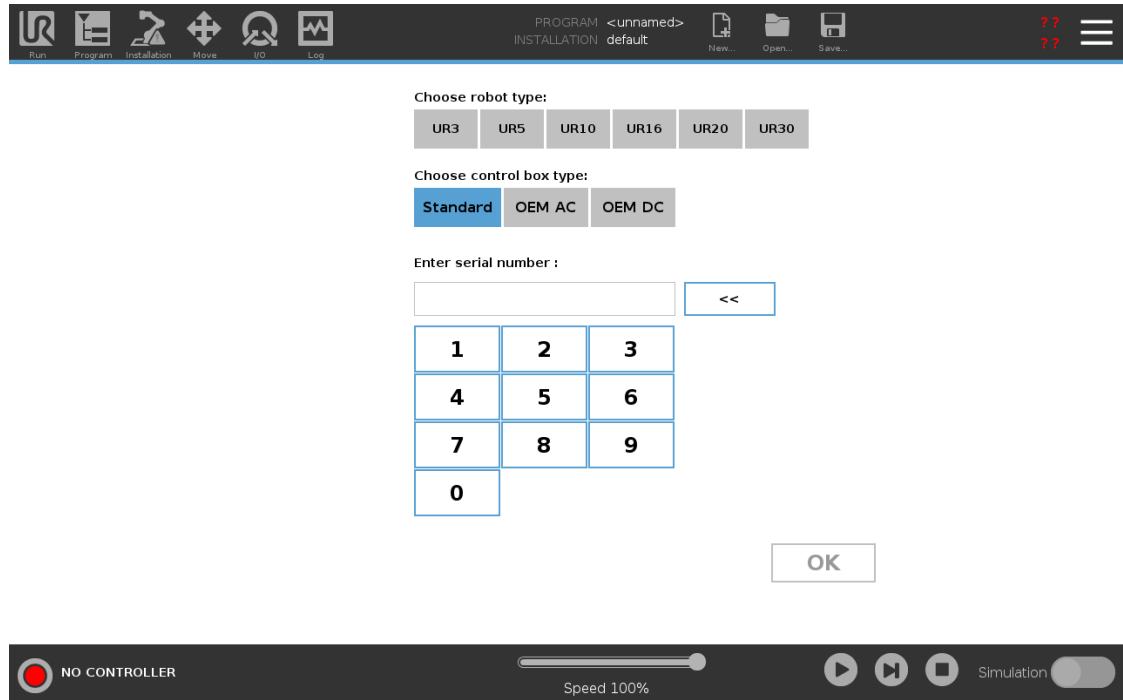 PROGRAM <unnamed>
INSTALLATION default
? ?
? ?
Run Program Installation Move I/O Log New... Open... Save...
Choose robot type:
UR3 UR5 UR10 UR16 UR20 UR30
Choose control box type:
Standard OEM AC OEM DC
Enter serial number :
<<
1 2 3
4 5 6
7 8 9
0
OK
NO CONTROLLER
Speed 100%
Simulation